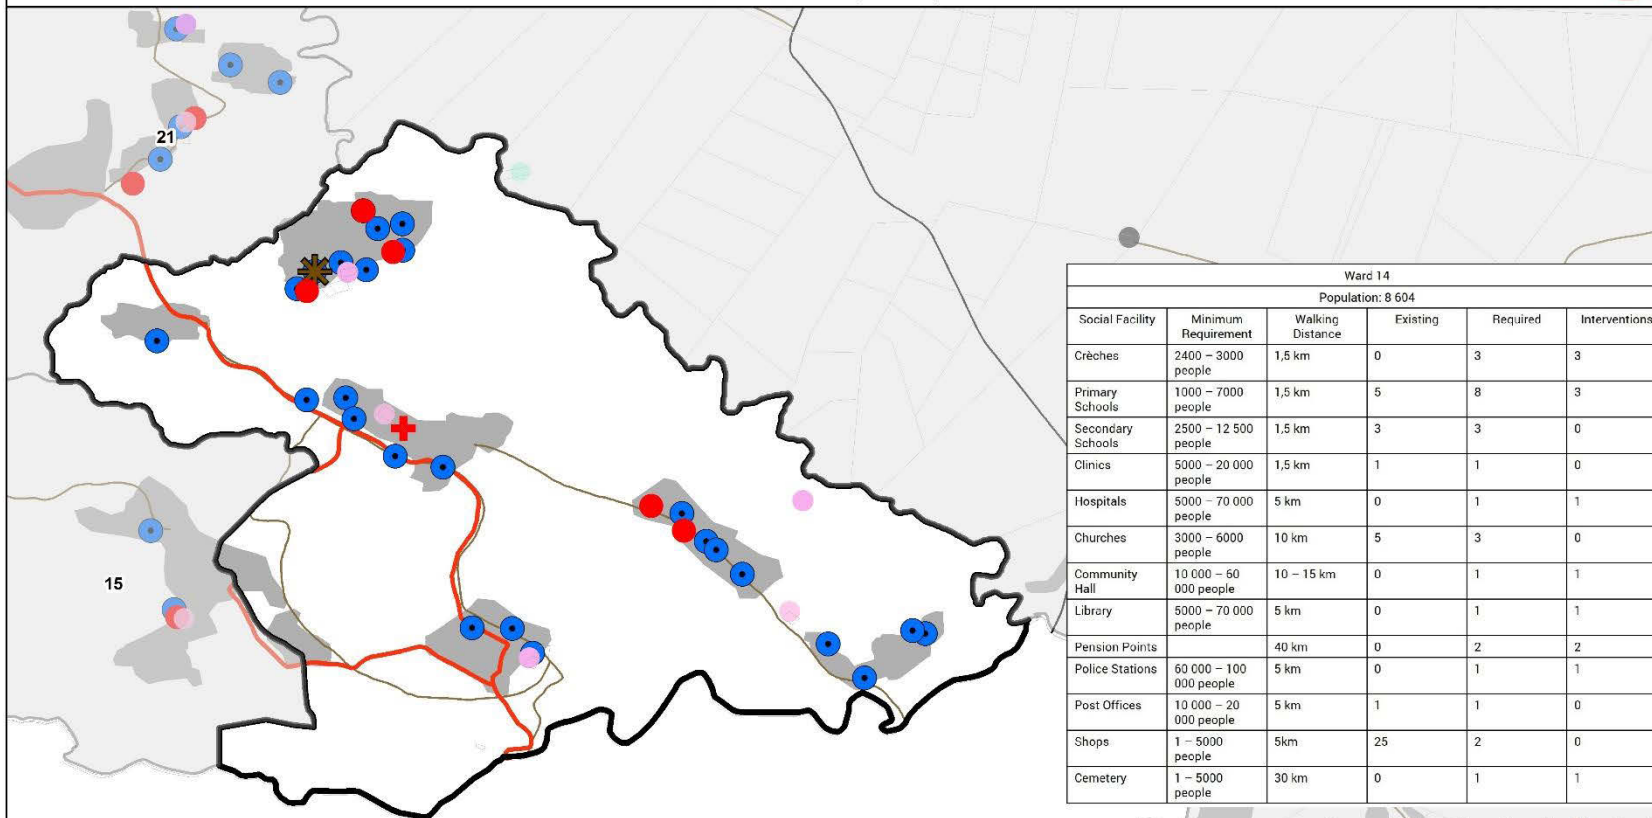 21
15
Ward 14
Population: 8 604
Social Facility Minimum Requirement Walking Distance Existing Required Interventions
Crèches 2400 – 3000 people 1,5 km 0 3 3
Primary Schools 1000 – 7000 people 1,5 km 5 8 3
Secondary Schools 2500 – 12 500 people 1,5 km 3 3 0
Clinics 5000 – 20 000 people 1,5 km 1 1 0
Hospitals 5000 – 70 000 people 5 km 0 1 1
Churches 3000 – 6000 people 10 km 5 3 0
Community Hall 10 000 – 60 000 people 10 – 15 km 0 1 1
Library 5000 – 70 000 people 5 km 0 1 1
Pension Points 40 km 0 2 2
Police Stations 60 000 – 100 000 people 5 km 0 1 1
Post Offices 10 000 – 20 000 people 5 km 1 1 0
Shops 1 – 5000 people 5km 25 2 0
Cemetery 1 – 5000 people 30 km 0 1 1